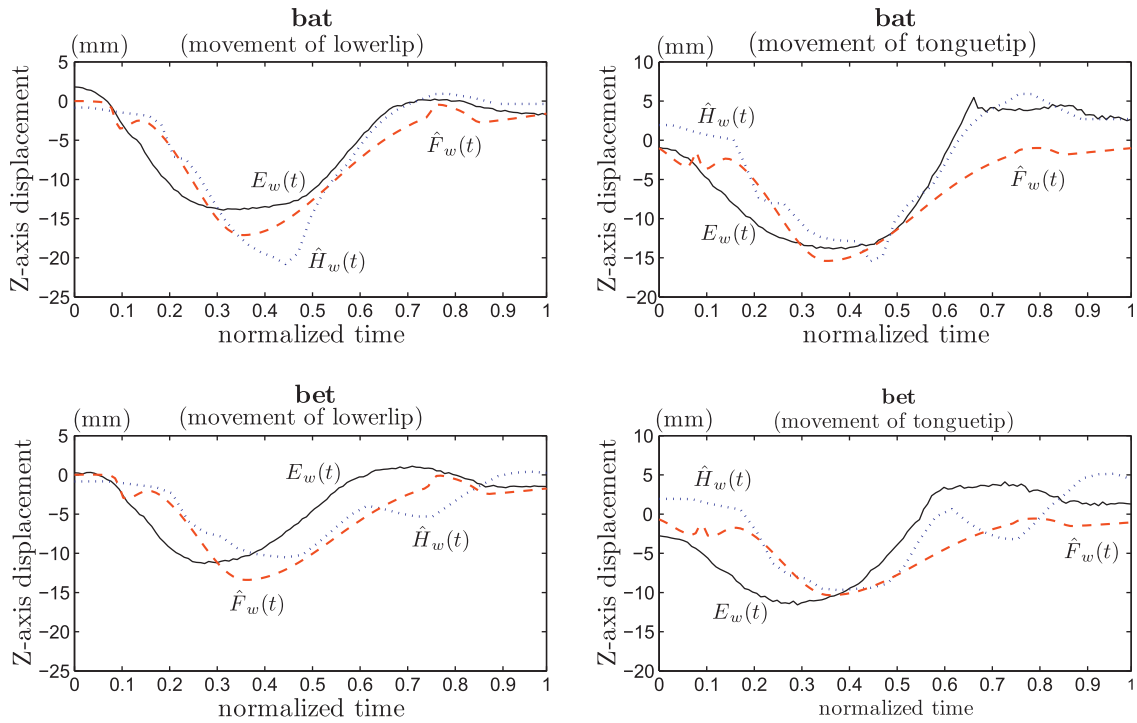 bat
(mm) (movement of lowerlip)
5
0
−5
−10
−15
−20
−25
Z-axis displacement
E_w(t)
F̂_w(t)
Ĥ_w(t)
0 0.1 0.2 0.3 0.4 0.5 0.6 0.7 0.8 0.9 1
normalized time
bat
(mm) (movement of tonguetip)
10
5
0
−5
−10
−15
−20
Z-axis displacement
Ĥ_w(t)
F̂_w(t)
E_w(t)
0 0.1 0.2 0.3 0.4 0.5 0.6 0.7 0.8 0.9 1
normalized time
bet
(mm) (movement of lowerlip)
5
0
−5
−10
−15
−20
−25
Z-axis displacement
E_w(t)
Ĥ_w(t)
F̂_w(t)
0 0.1 0.2 0.3 0.4 0.5 0.6 0.7 0.8 0.9 1
normalized time
bet
(mm) (movement of tonguetip)
10
5
0
−5
−10
−15
−20
Z-axis displacement
Ĥ_w(t)
F̂_w(t)
E_w(t)
0 0.1 0.2 0.3 0.4 0.5 0.6 0.7 0.8 0.9 1
normalized time